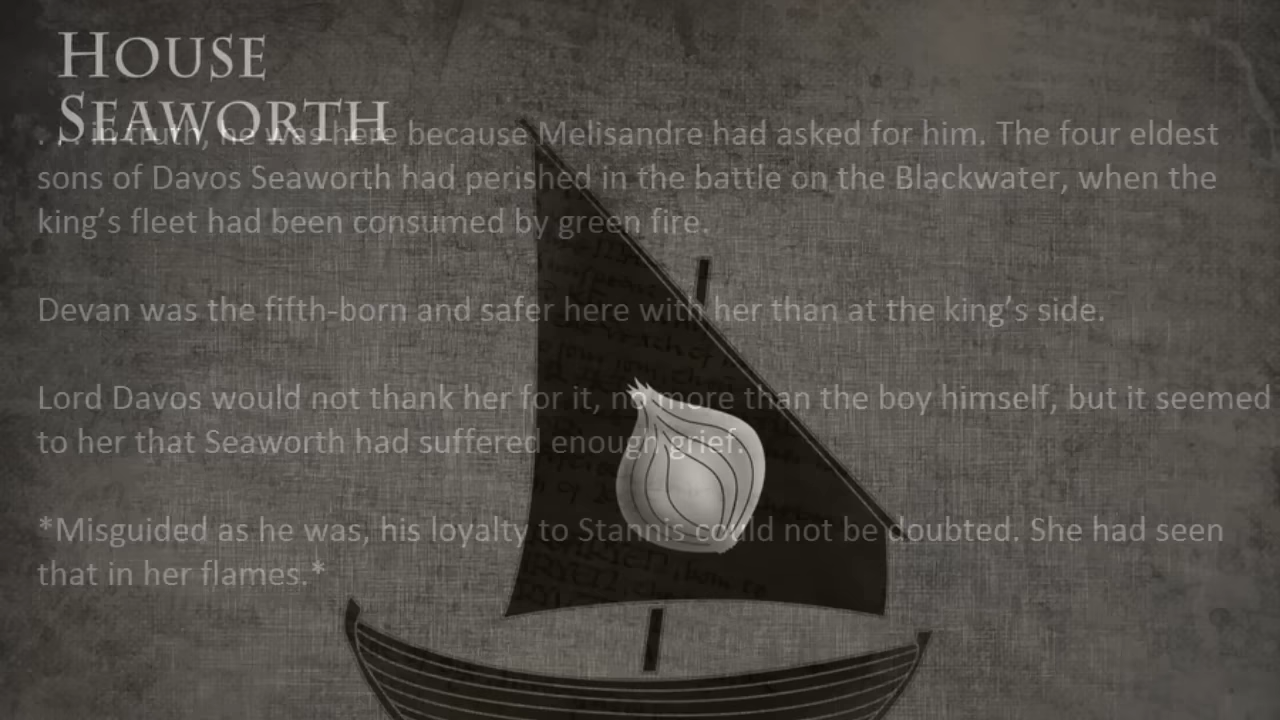 HOUSE
SEAWORTH
. . . in truth, he was here because Melisandre had asked for him. The four eldest
sons of Davos Seaworth had perished in the battle on the Blackwater, when the
king’s fleet had been consumed by green fire.
Devan was the fifth-born and safer here with her than at the king’s side.
Lord Davos would not thank her for it, no more than the boy himself, but it seemed
to her that Seaworth had suffered enough grief.
*Misguided as he was, his loyalty to Stannis could not be doubted. She had seen
that in her flames.*